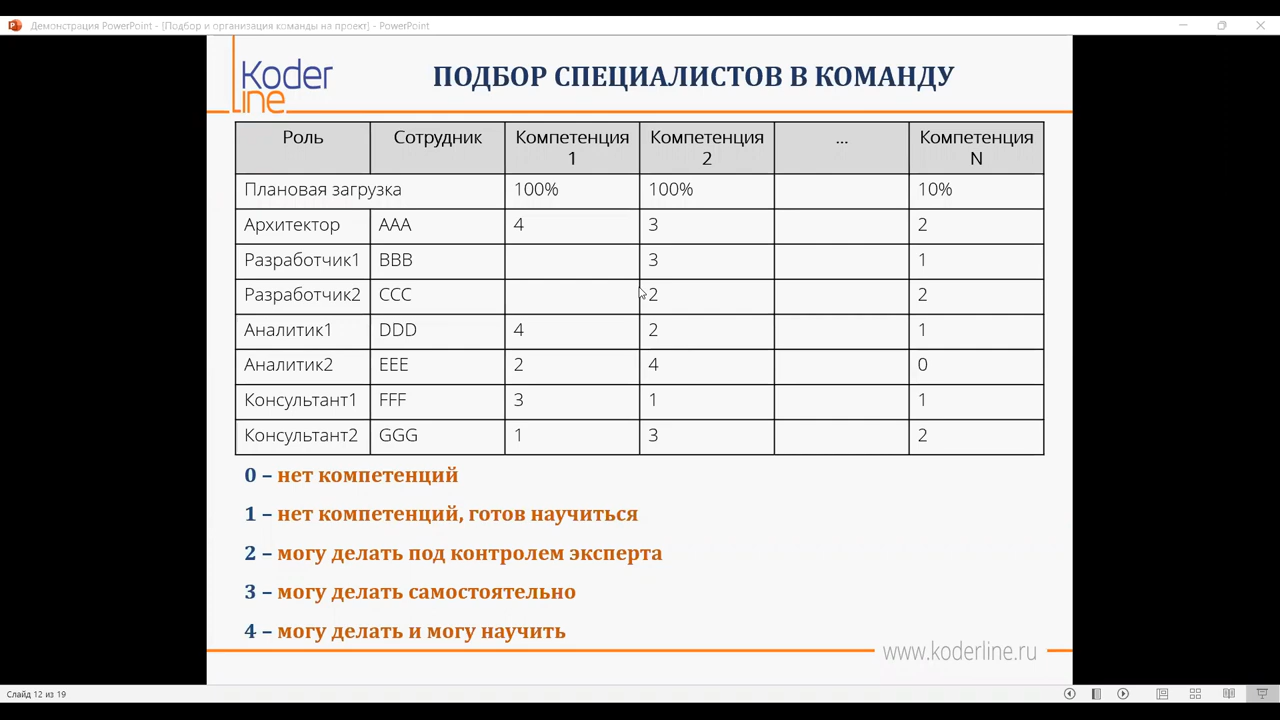 Демонстрация PowerPoint - [Подбор и организация команды на проект] - PowerPoint
Koder
line
ПОДБОР СПЕЦИАЛИСТОВ В КОМАНДУ
Роль Сотрудник Компетенция 1 Компетенция 2 ... Компетенция N
Плановая загрузка 100% 100% 10%
Архитектор AAA 4 3 2
Разработчик1 BBB 3 1
Разработчик2 CCC 2 2
Аналитик1 DDD 4 2 1
Аналитик2 EEE 2 4 0
Консультант1 FFF 3 1 1
Консультант2 GGG 1 3 2
0 – нет компетенций
1 – нет компетенций, готов научиться
2 – могу делать под контролем эксперта
3 – могу делать самостоятельно
4 – могу делать и могу научить
www.koderline.ru
Слайд 12 из 19